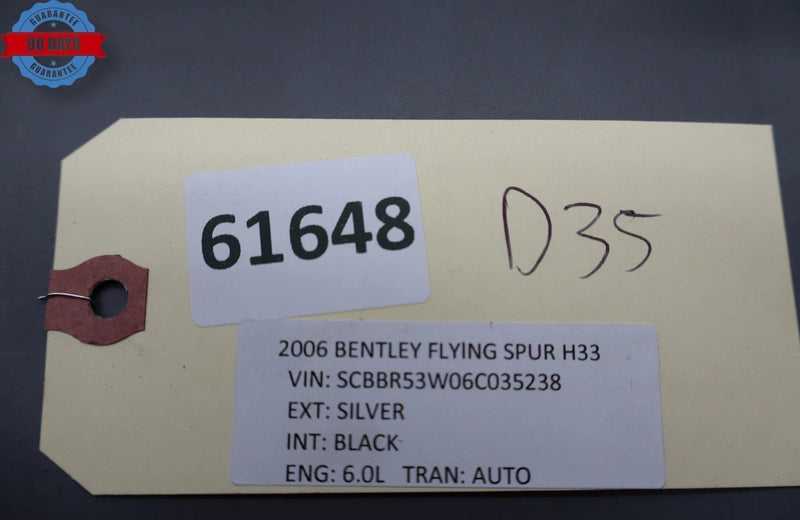 GUARANTEE
90 DAYS
GUARANTEE
61648
D35
2006 BENTLEY FLYING SPUR H33
VIN: SCBBR53W06C035238
EXT: SILVER
INT: BLACK
ENG: 6.0L TRAN: AUTO